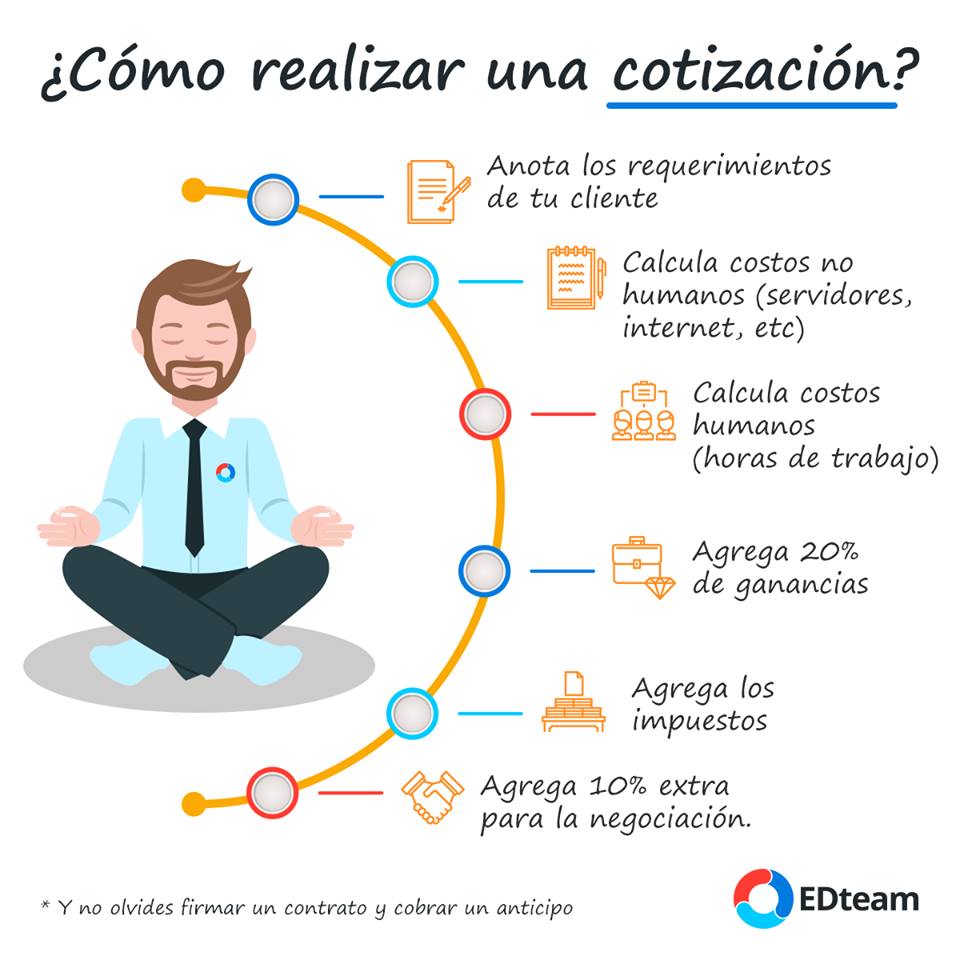 ¿Cómo realizar una cotización?
Anota los requerimientos
de tu cliente
Calcula costos no
humanos (servidores,
internet, etc)
Calcula costos
humanos
(horas de trabajo)
Agrega 20%
de ganancias
Agrega los
impuestos
Agrega 10% extra
para la negociación.
* Y no olvides firmar un contrato y cobrar un anticipo
EDteam